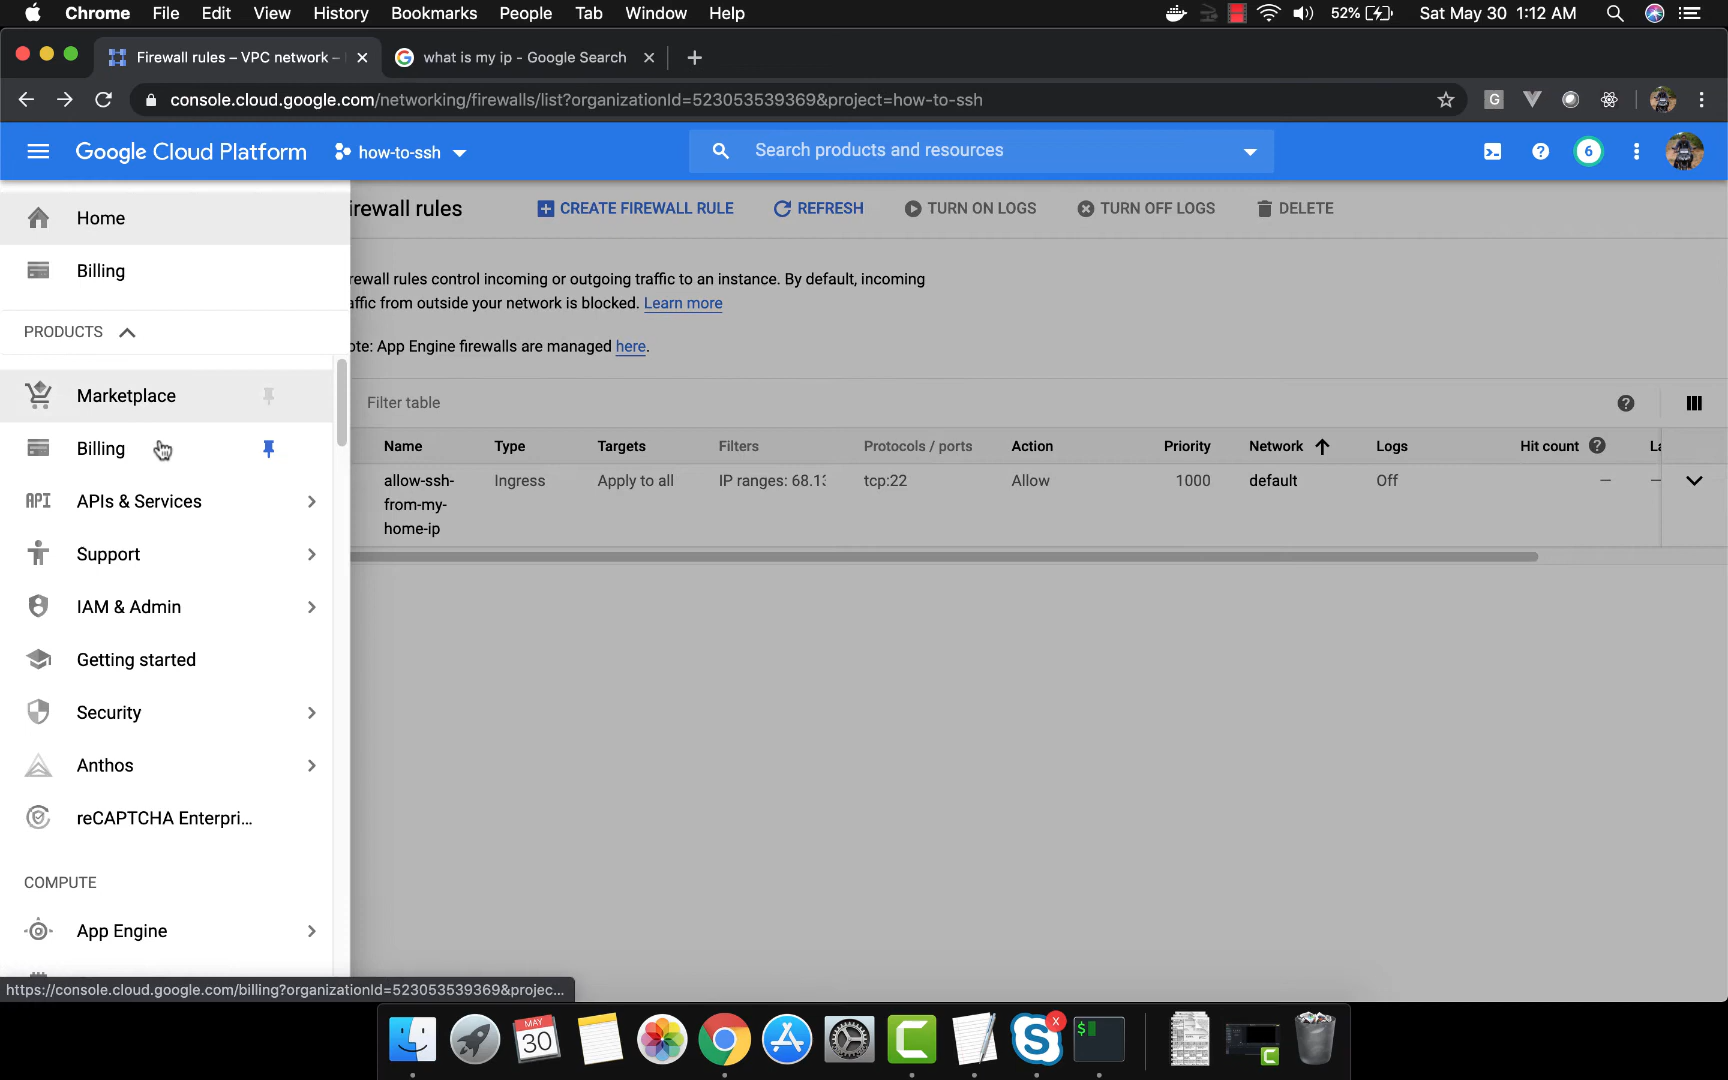 Chrome File Edit View History Bookmarks People Tab Window Help 52% Sat May 30 1:12 AM
Firewall rules – VPC network – what is my ip - Google Search
console.cloud.google.com/networking/firewalls/list?organizationId=523053539369&project=how-to-ssh G
Google Cloud Platform how-to-ssh Search products and resources 6
Home
Billing
PRODUCTS
Marketplace
Billing
API APIs & Services
Support
IAM & Admin
Getting started
Security
Anthos
reCAPTCHA Enterpri...
COMPUTE
App Engine
https://console.cloud.google.com/billing?organizationId=523053539369&projec...
irewall rules CREATE FIREWALL RULE REFRESH TURN ON LOGS TURN OFF LOGS DELETE
rewall rules control incoming or outgoing traffic to an instance. By default, incoming
affic from outside your network is blocked. Learn more
ote: App Engine firewalls are managed here.
Filter table
Name Type Targets Filters Protocols / ports Action Priority Network Logs Hit count La
allow-ssh-from-my-home-ip Ingress Apply to all IP ranges: 68.13 tcp:22 Allow 1000 default Off — —
MAY
30
$
X